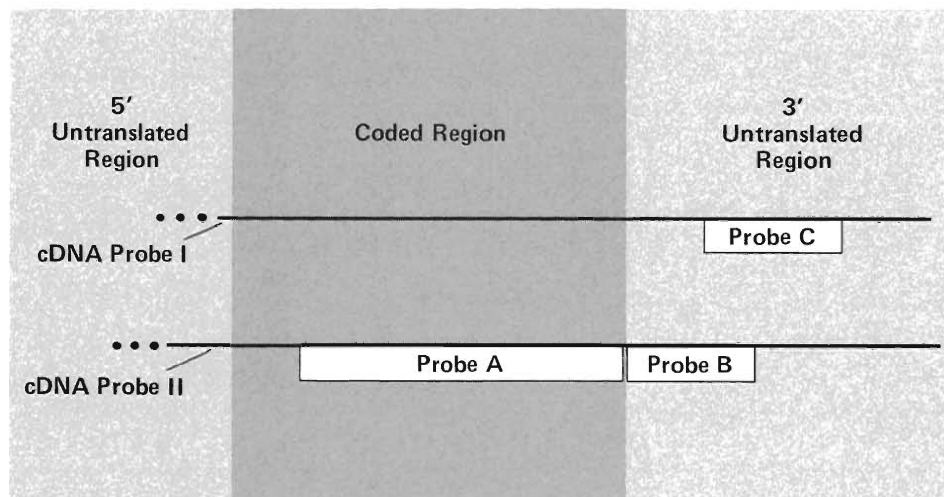 5′
Untranslated
Region
Coded Region
3′
Untranslated
Region
cDNA Probe I
Probe C
cDNA Probe II
Probe A
Probe B